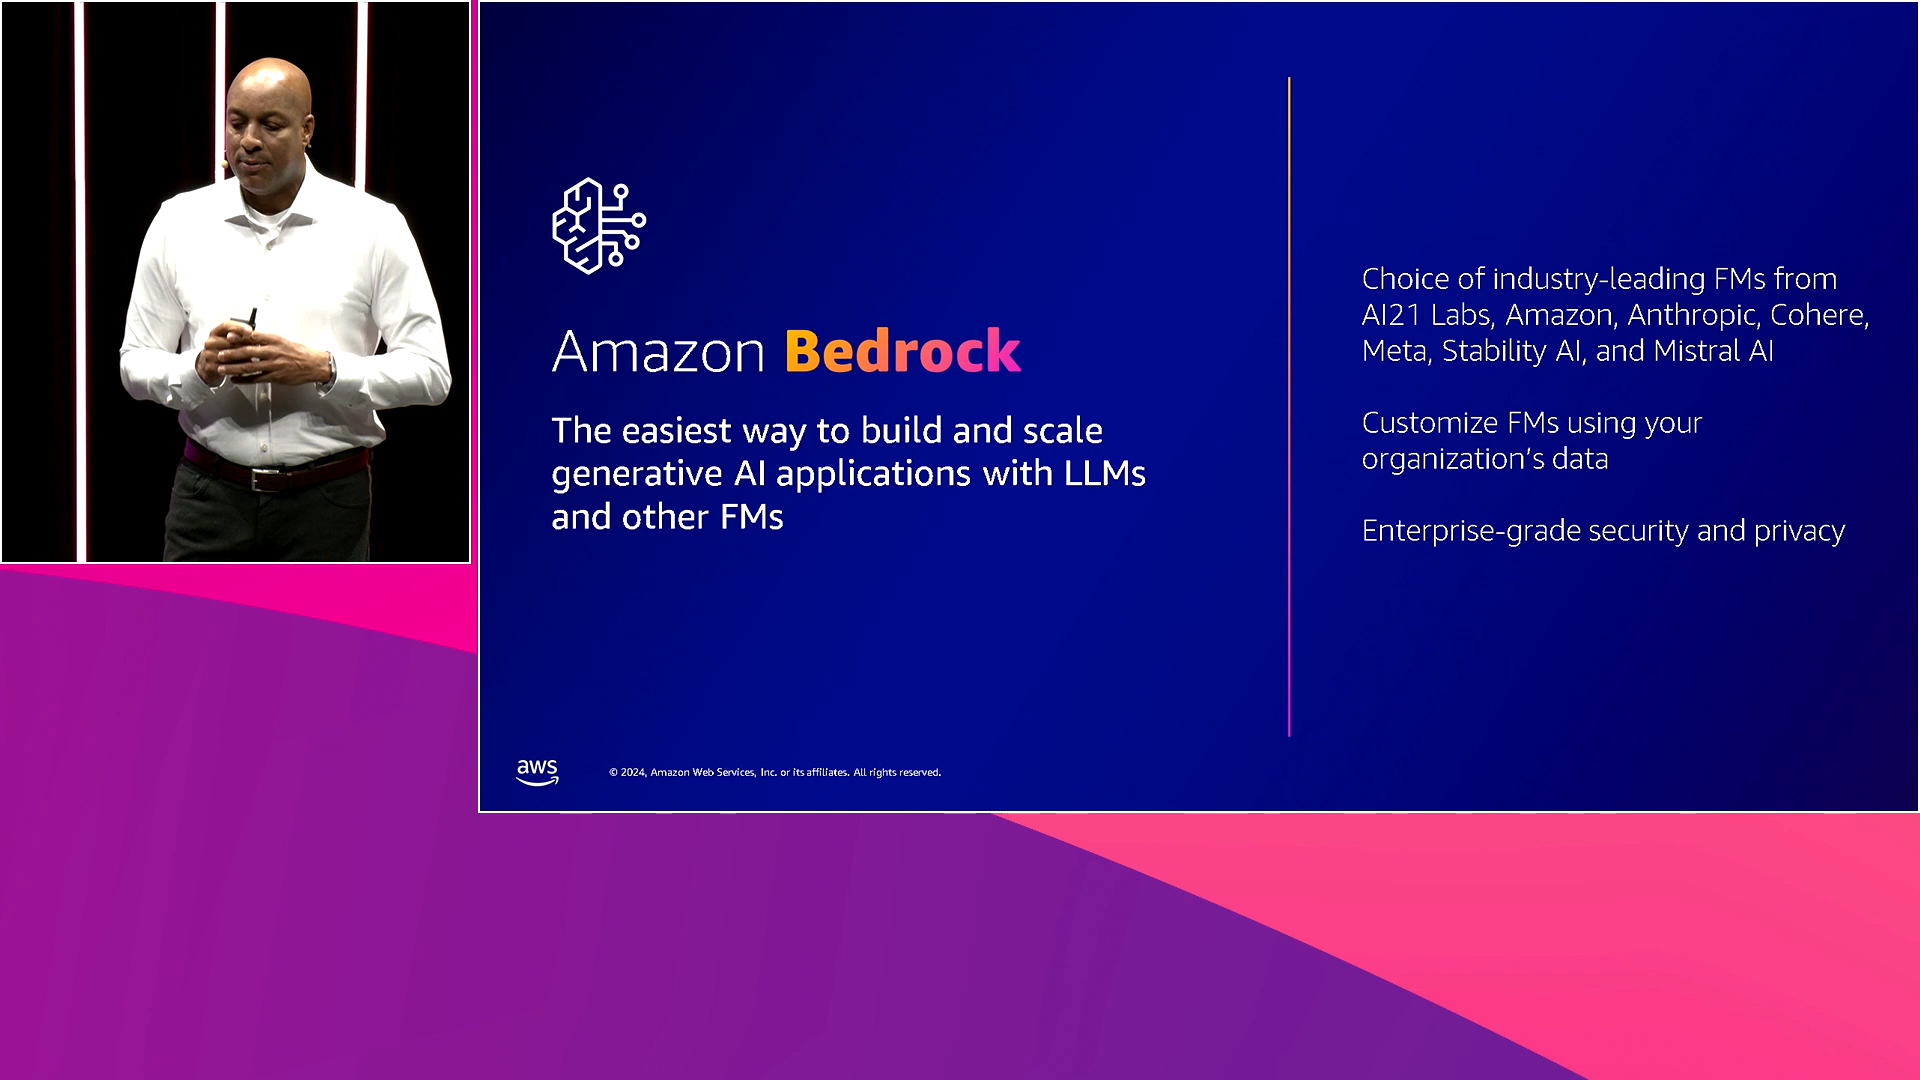 Amazon Bedrock
The easiest way to build and scale
generative AI applications with LLMs
and other FMs
Choice of industry-leading FMs from
AI21 Labs, Amazon, Anthropic, Cohere,
Meta, Stability AI, and Mistral AI
Customize FMs using your
organization's data
Enterprise-grade security and privacy
aws
© 2024, Amazon Web Services, Inc. or its affiliates. All rights reserved.